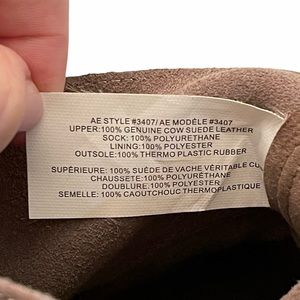 AE STYLE #3407/ AE MODÈLE #3407
UPPER:100% GENUINE COW SUEDE LEATHER
SOCK: 100% POLYURETHANE
LINING:100% POLYESTER
OUTSOLE:100% THERMO PLASTIC RUBBER
SUPÉRIEURE: 100% SUÈDE DE VACHE VÉRITABLE CU
CHAUSSETE:100% POLYURÉTHANE
DOUBLURE: 100% POLYESTER
SEMELLE: 100% CAOUTCHOUC THERMOPLASTIQUE